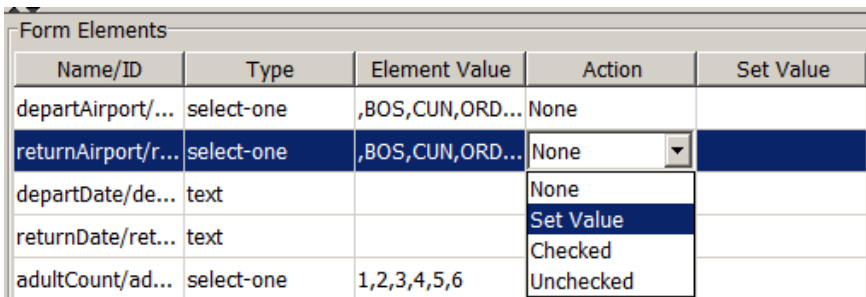 Form Elements
Name/ID Type Element Value Action Set Value
departAirport/... select-one ,BOS,CUN,ORD... None
returnAirport/r... select-one ,BOS,CUN,ORD... None
departDate/de... text None
Set Value
returnDate/ret... text Checked
adultCount/ad... select-one 1,2,3,4,5,6 Unchecked